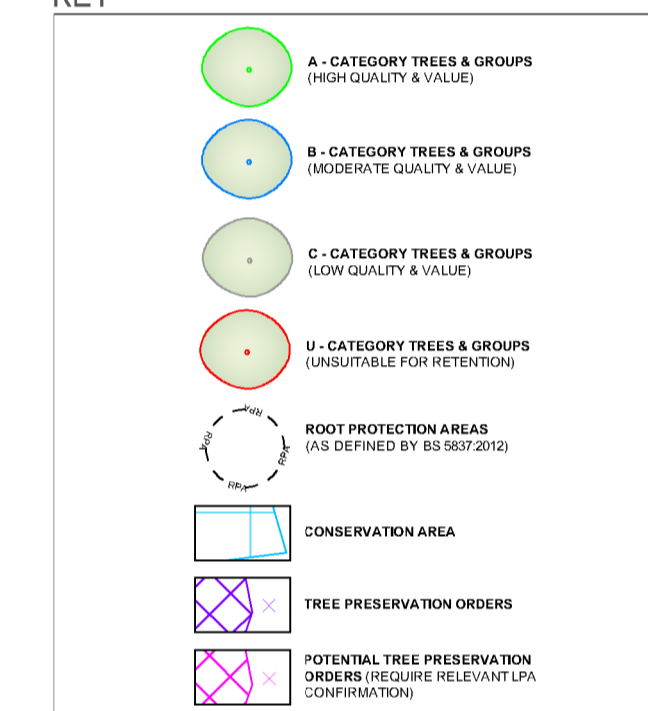 KEY
A - CATEGORY TREES & GROUPS
(HIGH QUALITY & VALUE)
B - CATEGORY TREES & GROUPS
(MODERATE QUALITY & VALUE)
C - CATEGORY TREES & GROUPS
(LOW QUALITY & VALUE)
U - CATEGORY TREES & GROUPS
(UNSUITABLE FOR RETENTION)
RPA
RPA
RPA
RPA
ROOT PROTECTION AREAS
(AS DEFINED BY BS 5837:2012)
CONSERVATION AREA
TREE PRESERVATION ORDERS
POTENTIAL TREE PRESERVATION
ORDERS (REQUIRE RELEVANT LPA
CONFIRMATION)